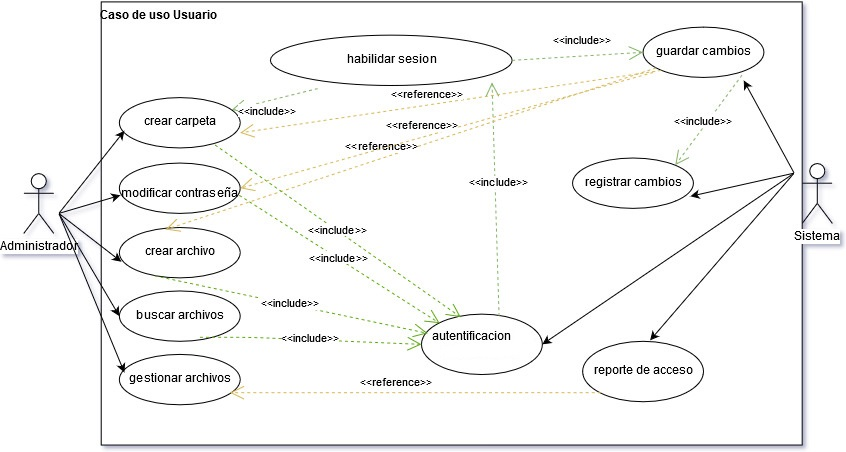 Caso de uso Usuario
<<include>>
habilidar sesion
guardar cambios
<<reference>>
<<include>>
crear carpeta
<<reference>>
<<include>>
<<reference>>
<<include>>
registrar cambios
modificar contraseña
Administrador
Sistema
<<include>>
crear archivo
<<include>>
<<include>>
buscar archivos
<<include>>
autentificacion
reporte de acceso
gestionar archivos
<<reference>>